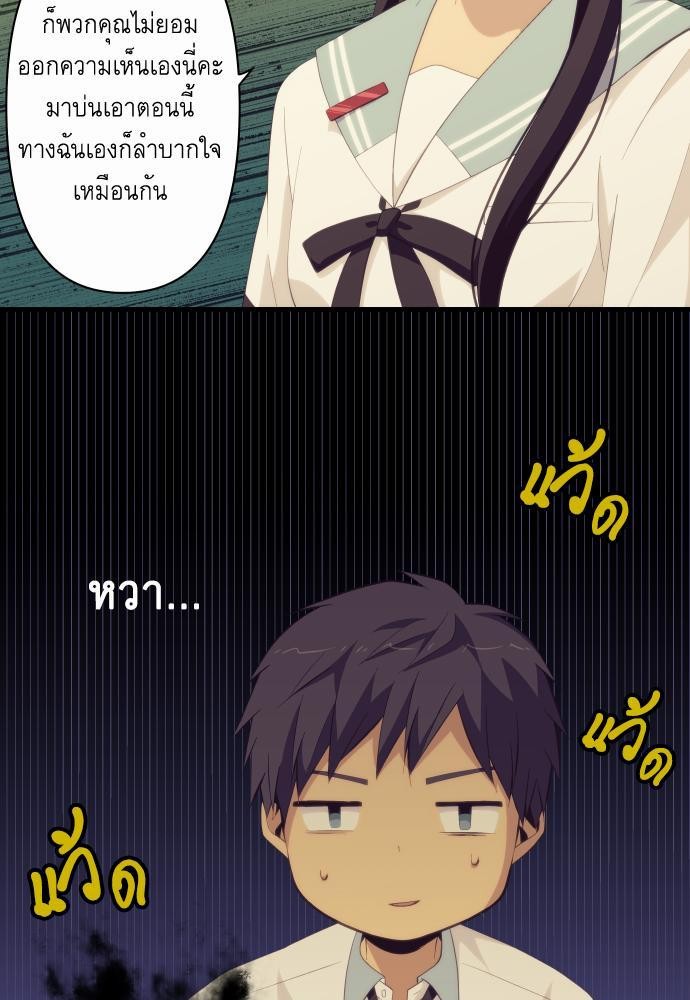 ก็พวกคุณไม่ยอม
ออกความเห็นเองนี่คะ
มาบ่นเอาตอนนี้
ทางฉันเองก็ลำบากใจ
เหมือนกัน
แว้ด
หวา...
แว้ด
แว้ด